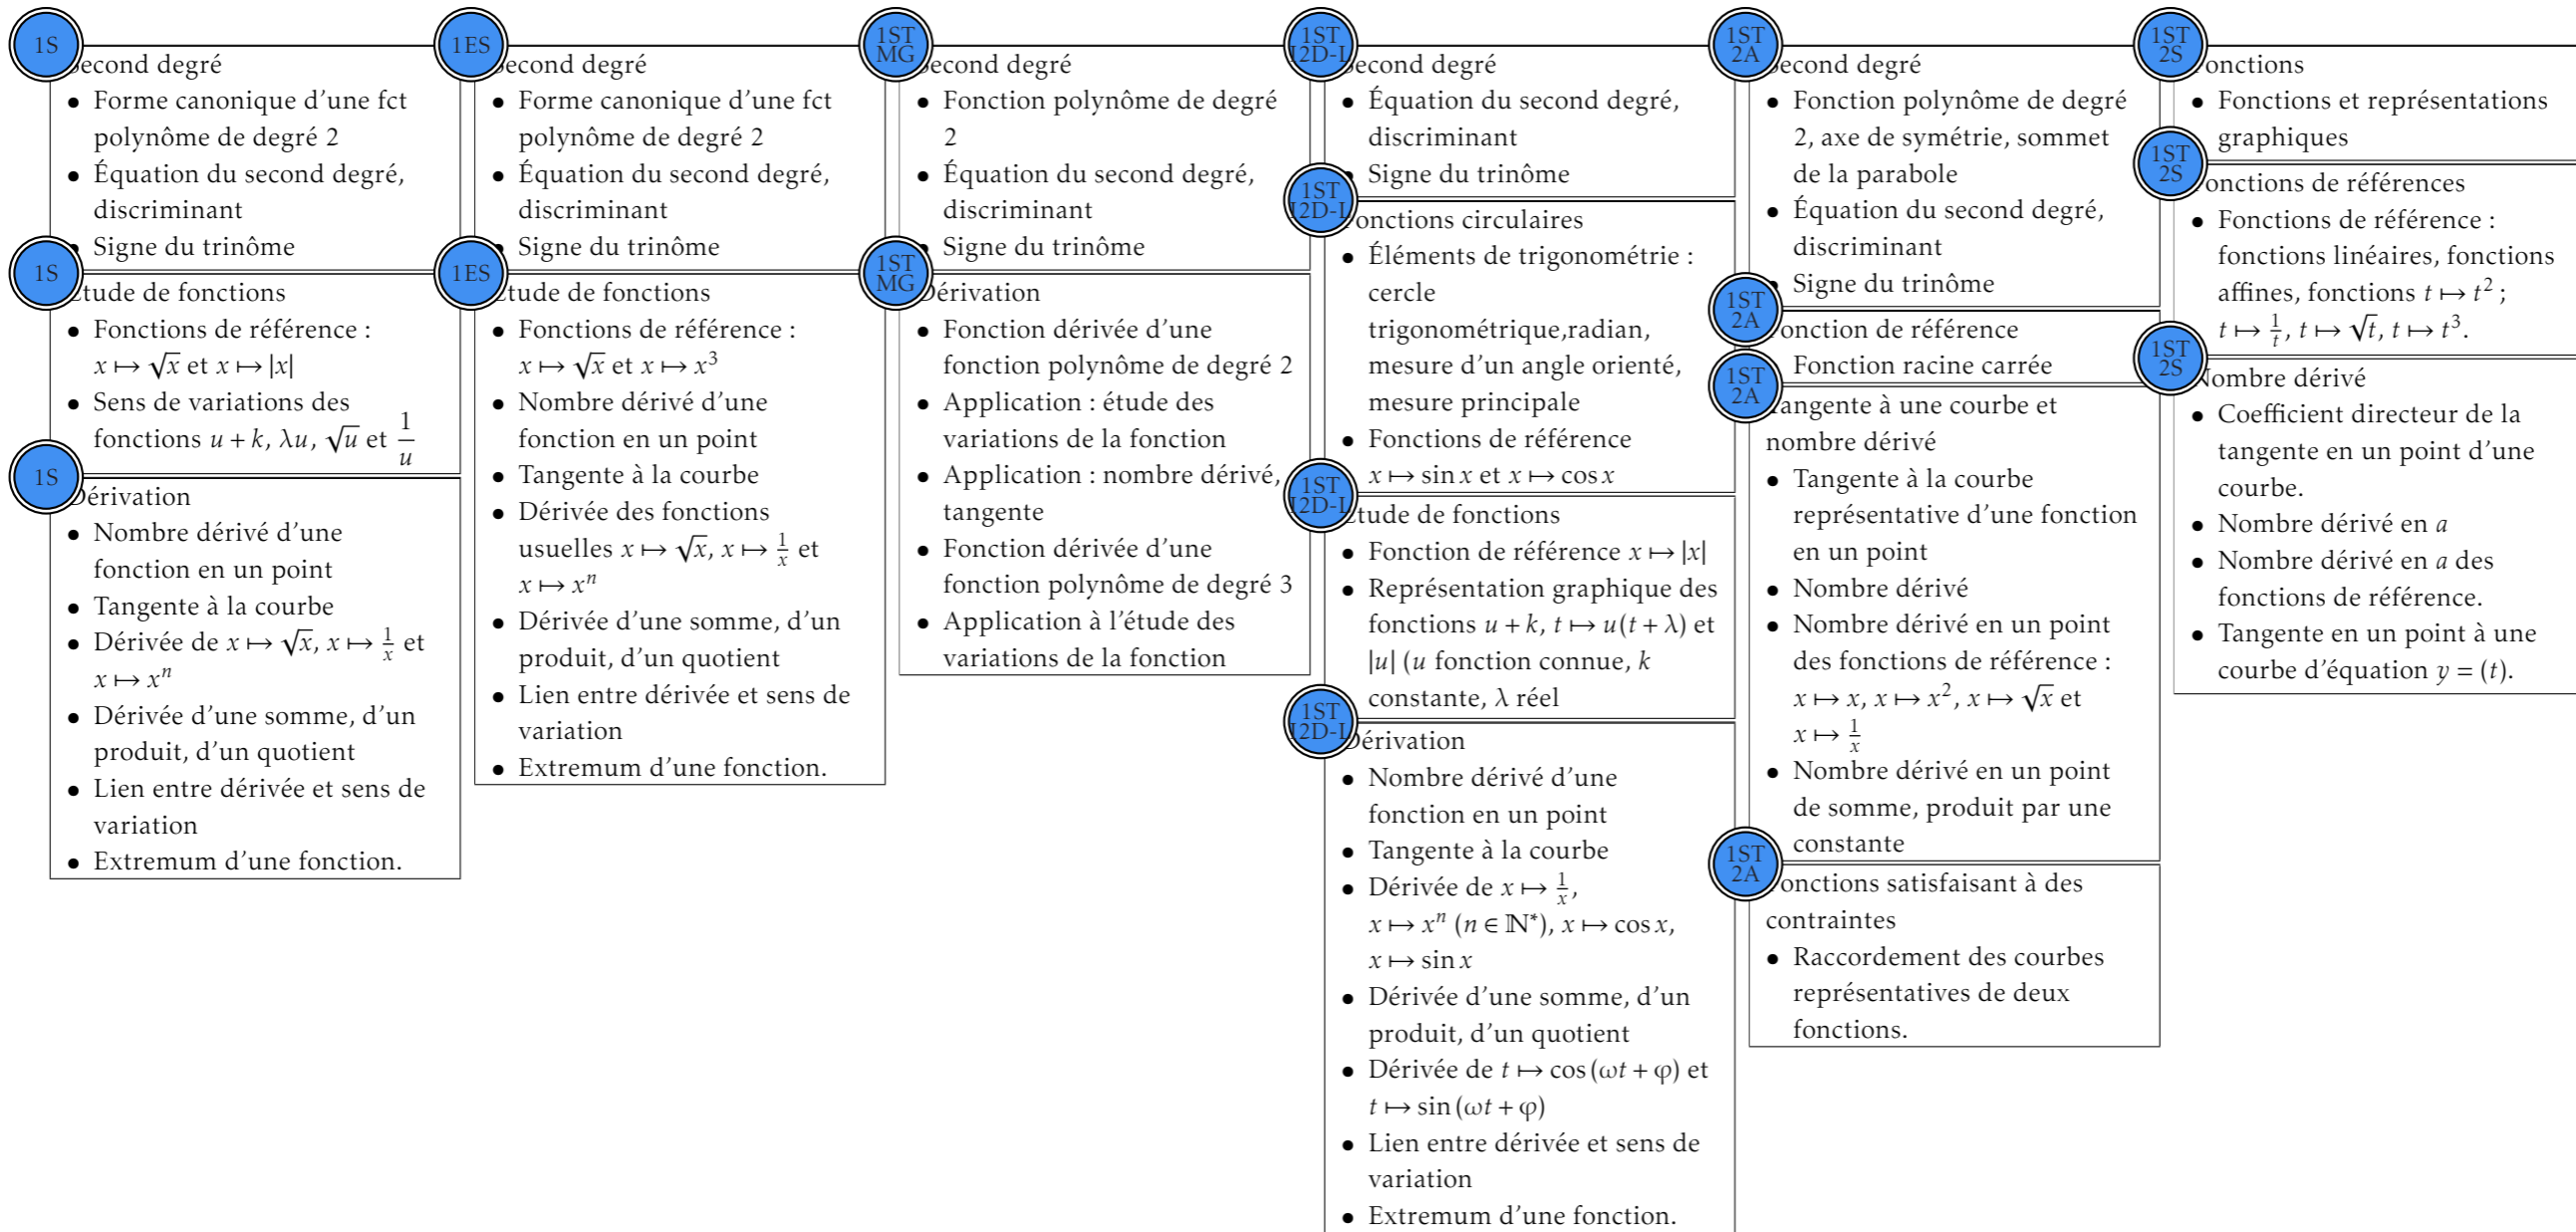 1S
Second degré
• Forme canonique d'une fct
polynôme de degré 2
• Équation du second degré,
discriminant
• Signe du trinôme
1S
Étude de fonctions
• Fonctions de référence :
x ↦ √x et x ↦ |x|
• Sens de variations des
fonctions u + k, λu, √u et 1/u
1S
Dérivation
• Nombre dérivé d'une
fonction en un point
• Tangente à la courbe
• Dérivée de x ↦ √x, x ↦ 1/x et
x ↦ xⁿ
• Dérivée d'une somme, d'un
produit, d'un quotient
• Lien entre dérivée et sens de
variation
• Extremum d'une fonction.
1ES
Second degré
• Forme canonique d'une fct
polynôme de degré 2
• Équation du second degré,
discriminant
• Signe du trinôme
1ES
Étude de fonctions
• Fonctions de référence :
x ↦ √x et x ↦ x³
• Nombre dérivé d'une
fonction en un point
• Tangente à la courbe
• Dérivée des fonctions
usuelles x ↦ √x, x ↦ 1/x et
x ↦ xⁿ
• Dérivée d'une somme, d'un
produit, d'un quotient
• Lien entre dérivée et sens de
variation
• Extremum d'une fonction.
1ST
MG
Second degré
• Fonction polynôme de degré
2
• Équation du second degré,
discriminant
• Signe du trinôme
1ST
MG
Dérivation
• Fonction dérivée d'une
fonction polynôme de degré 2
• Application : étude des
variations de la fonction
• Application : nombre dérivé,
tangente
• Fonction dérivée d'une
fonction polynôme de degré 3
• Application à l'étude des
variations de la fonction
1ST
I2D-L
Second degré
• Équation du second degré,
discriminant
• Signe du trinôme
1ST
I2D-L
Fonctions circulaires
• Éléments de trigonométrie :
cercle
trigonométrique,radian,
mesure d'un angle orienté,
mesure principale
• Fonctions de référence
x ↦ sin x et x ↦ cos x
1ST
I2D-L
Étude de fonctions
• Fonction de référence x ↦ |x|
• Représentation graphique des
fonctions u + k, t ↦ u(t + λ) et
|u| (u fonction connue, k
constante, λ réel
1ST
I2D-L
Dérivation
• Nombre dérivé d'une
fonction en un point
• Tangente à la courbe
• Dérivée de x ↦ 1/x,
x ↦ xⁿ (n ∈ ℕ*), x ↦ cos x,
x ↦ sin x
• Dérivée d'une somme, d'un
produit, d'un quotient
• Dérivée de t ↦ cos (ωt + φ) et
t ↦ sin (ωt + φ)
• Lien entre dérivée et sens de
variation
• Extremum d'une fonction.
1ST
2A
Second degré
• Fonction polynôme de degré
2, axe de symétrie, sommet
de la parabole
• Équation du second degré,
discriminant
• Signe du trinôme
1ST
2A
Fonction de référence
Fonction racine carrée
1ST
2A
Tangente à une courbe et
nombre dérivé
• Tangente à la courbe
représentative d'une fonction
en un point
• Nombre dérivé
• Nombre dérivé en un point
des fonctions de référence :
x ↦ x, x ↦ x², x ↦ √x et
x ↦ 1/x
• Nombre dérivé en un point
de somme, produit par une
constante
1ST
2A
Fonctions satisfaisant à des
contraintes
• Raccordement des courbes
représentatives de deux
fonctions.
1ST
2S
Fonctions
• Fonctions et représentations
graphiques
1ST
2S
Fonctions de références
• Fonctions de référence :
fonctions linéaires, fonctions
affines, fonctions t ↦ t² ;
t ↦ 1/t, t ↦ √t, t ↦ t³.
1ST
2S
Nombre dérivé
• Coefficient directeur de la
tangente en un point d'une
courbe.
• Nombre dérivé en a
• Nombre dérivé en a des
fonctions de référence.
• Tangente en un point à une
courbe d'équation y = (t).